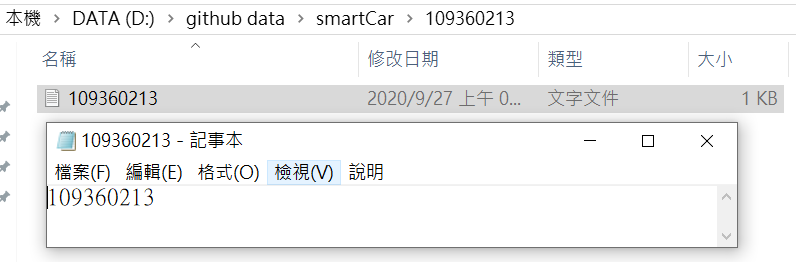 本機 > DATA (D:) > github data > smartCar > 109360213
名稱 修改日期 類型 大小
109360213 2020/9/27 上午 0... 文字文件 1 KB
109360213 - 記事本
檔案(F) 編輯(E) 格式(O) 檢視(V) 說明
109360213